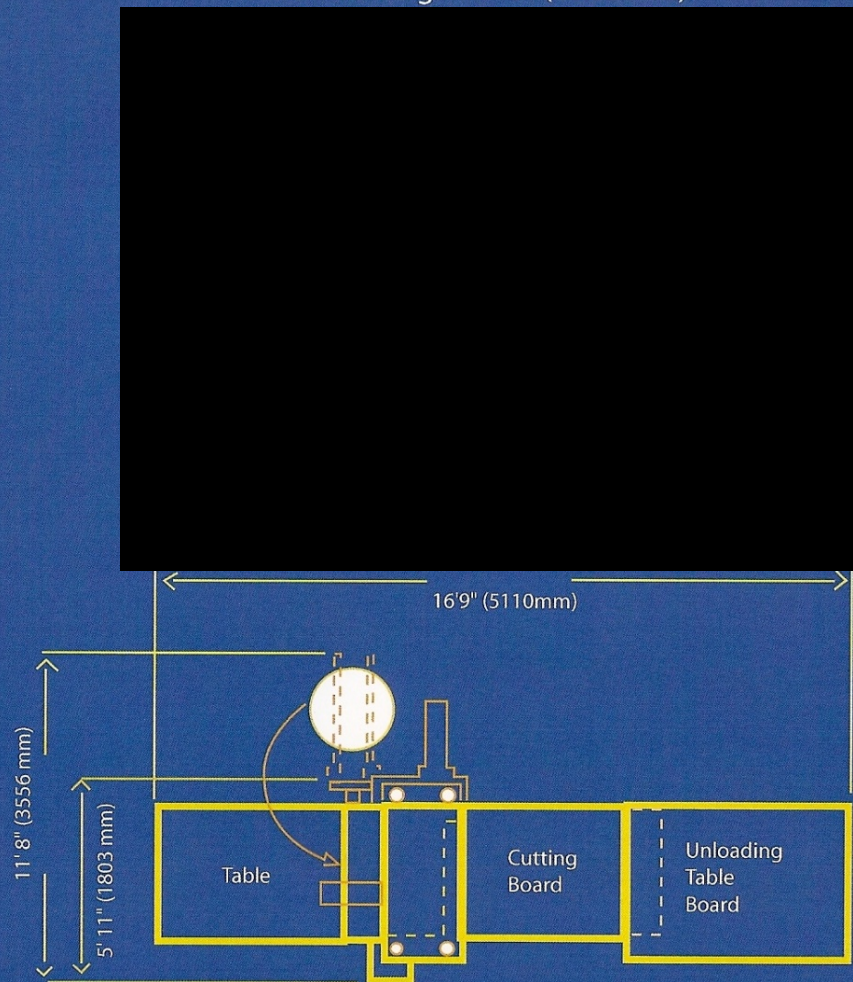 16'9" (5110mm)
11' 8" (3556 mm)
5' 11" (1803 mm)
Table
Cutting
Board
Unloading
Table
Board